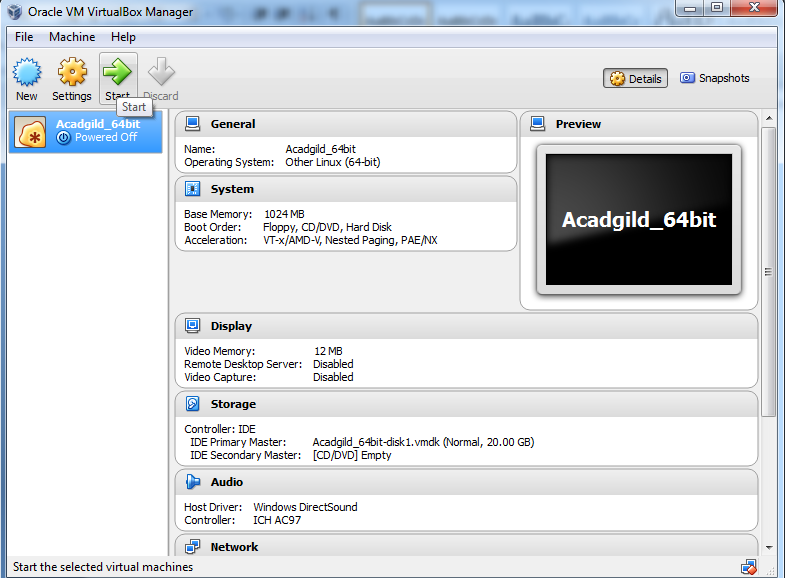 Oracle VM VirtualBox Manager
File Machine Help
New Settings Start Discard
Start
Details Snapshots
Acadgild_64bit
Powered Off
General
Name: Acadgild_64bit
Operating System: Other Linux (64-bit)
System
Base Memory: 1024 MB
Boot Order: Floppy, CD/DVD, Hard Disk
Acceleration: VT-x/AMD-V, Nested Paging, PAE/NX
Preview
Acadgild_64bit
Display
Video Memory: 12 MB
Remote Desktop Server: Disabled
Video Capture: Disabled
Storage
Controller: IDE
IDE Primary Master: Acadgild_64bit-disk1.vmdk (Normal, 20.00 GB)
IDE Secondary Master: [CD/DVD] Empty
Audio
Host Driver: Windows DirectSound
Controller: ICH AC97
Network
Start the selected virtual machines